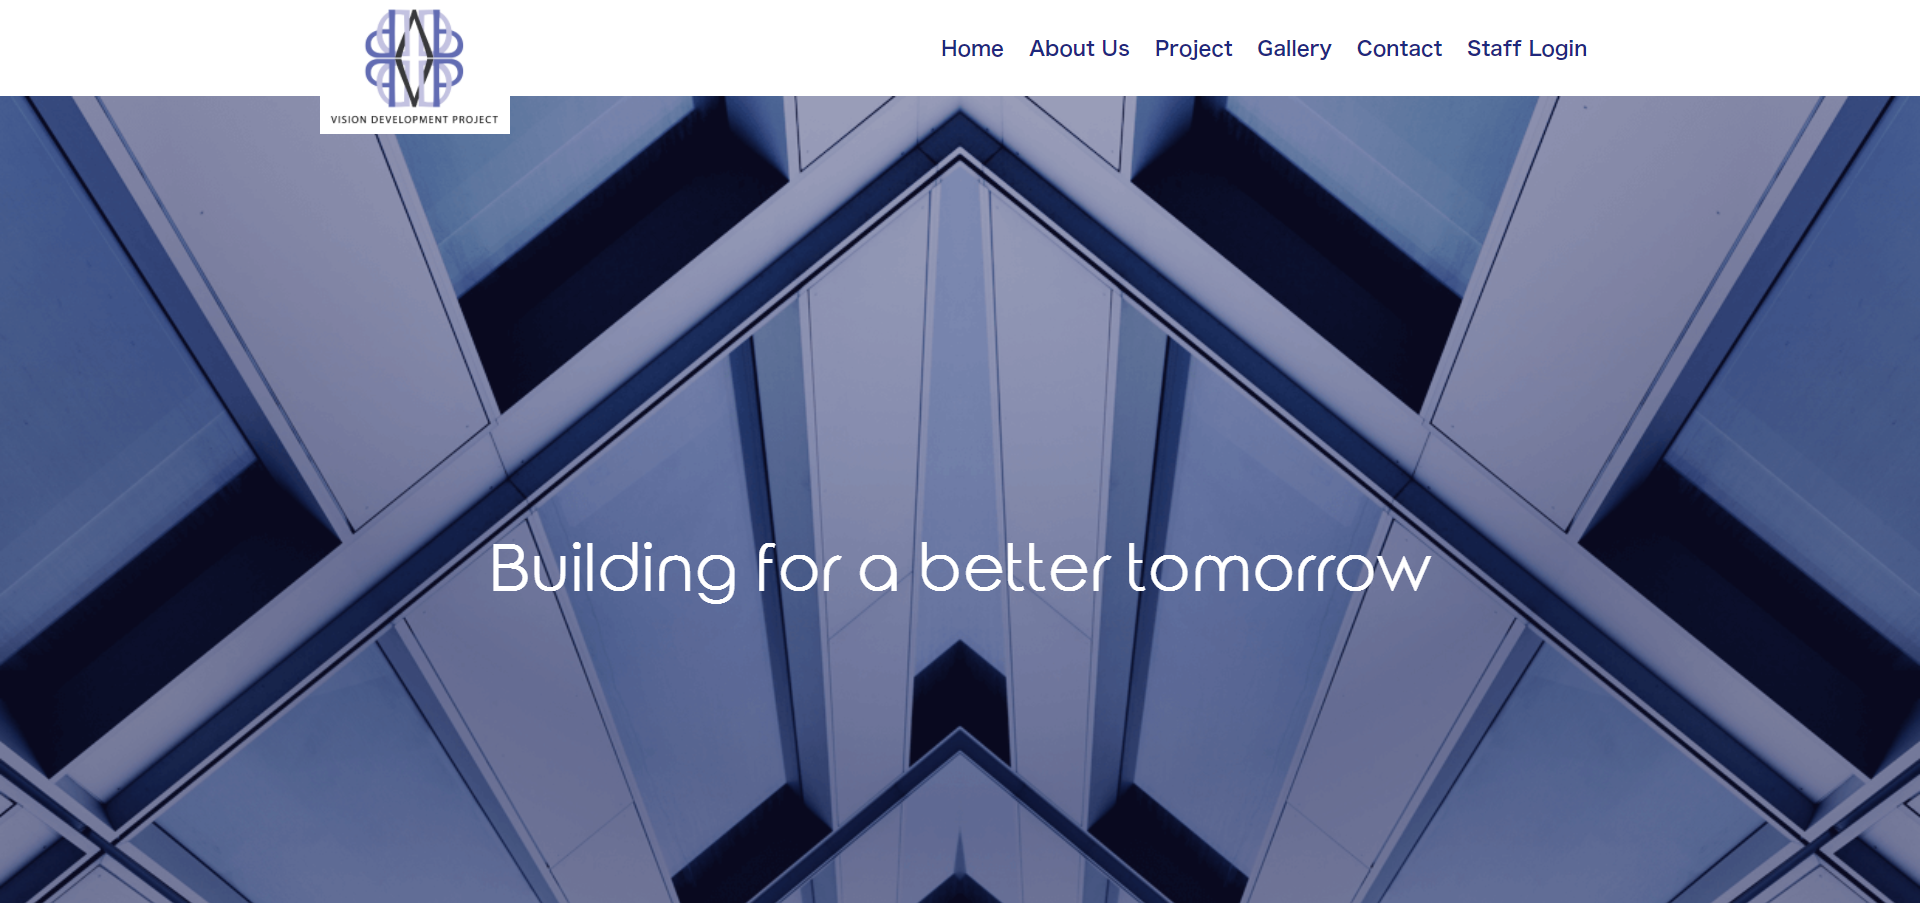 VISION DEVELOPMENT PROJECT
Home About Us Project Gallery Contact Staff Login
Building for a better tomorrow